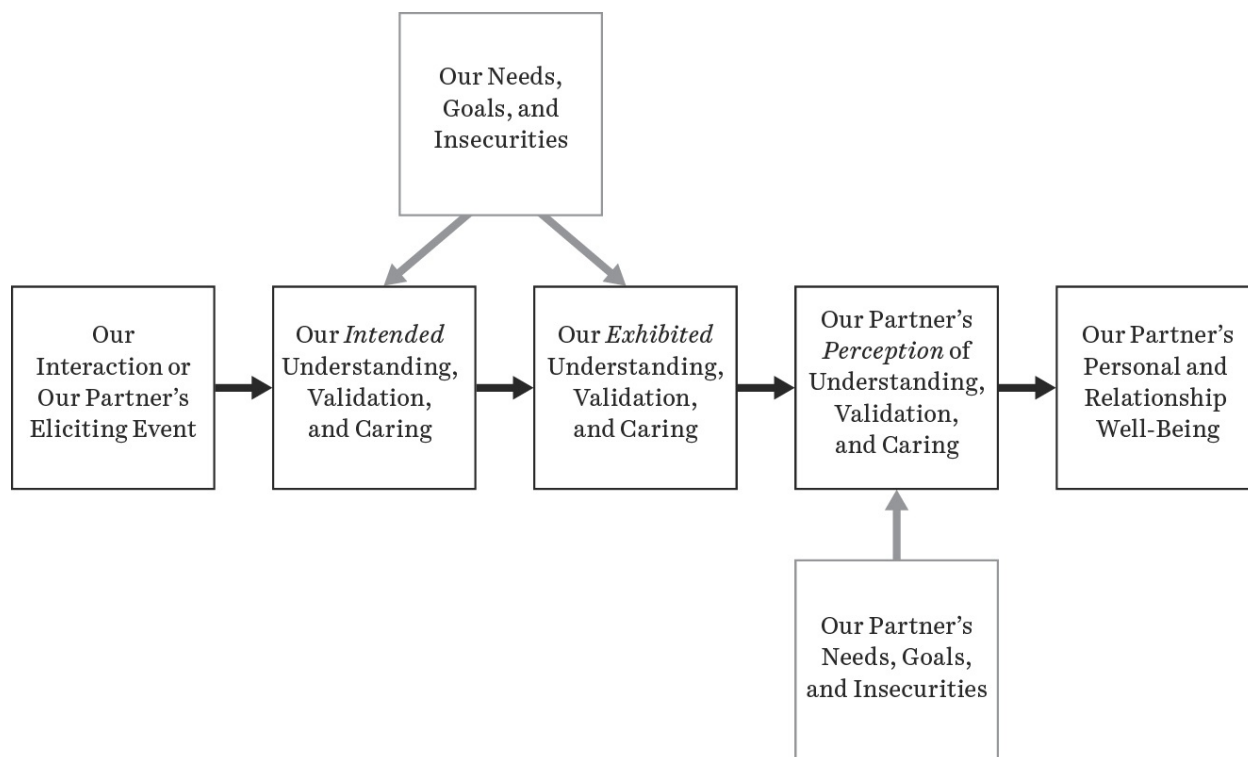 Our Needs,
Goals, and
Insecurities
Our
Interaction or
Our Partner’s
Eliciting Event
Our Intended
Understanding,
Validation,
and Caring
Our Exhibited
Understanding,
Validation,
and Caring
Our Partner’s
Perception of
Understanding,
Validation,
and Caring
Our Partner’s
Personal and
Relationship
Well-Being
Our Partner’s
Needs, Goals,
and Insecurities